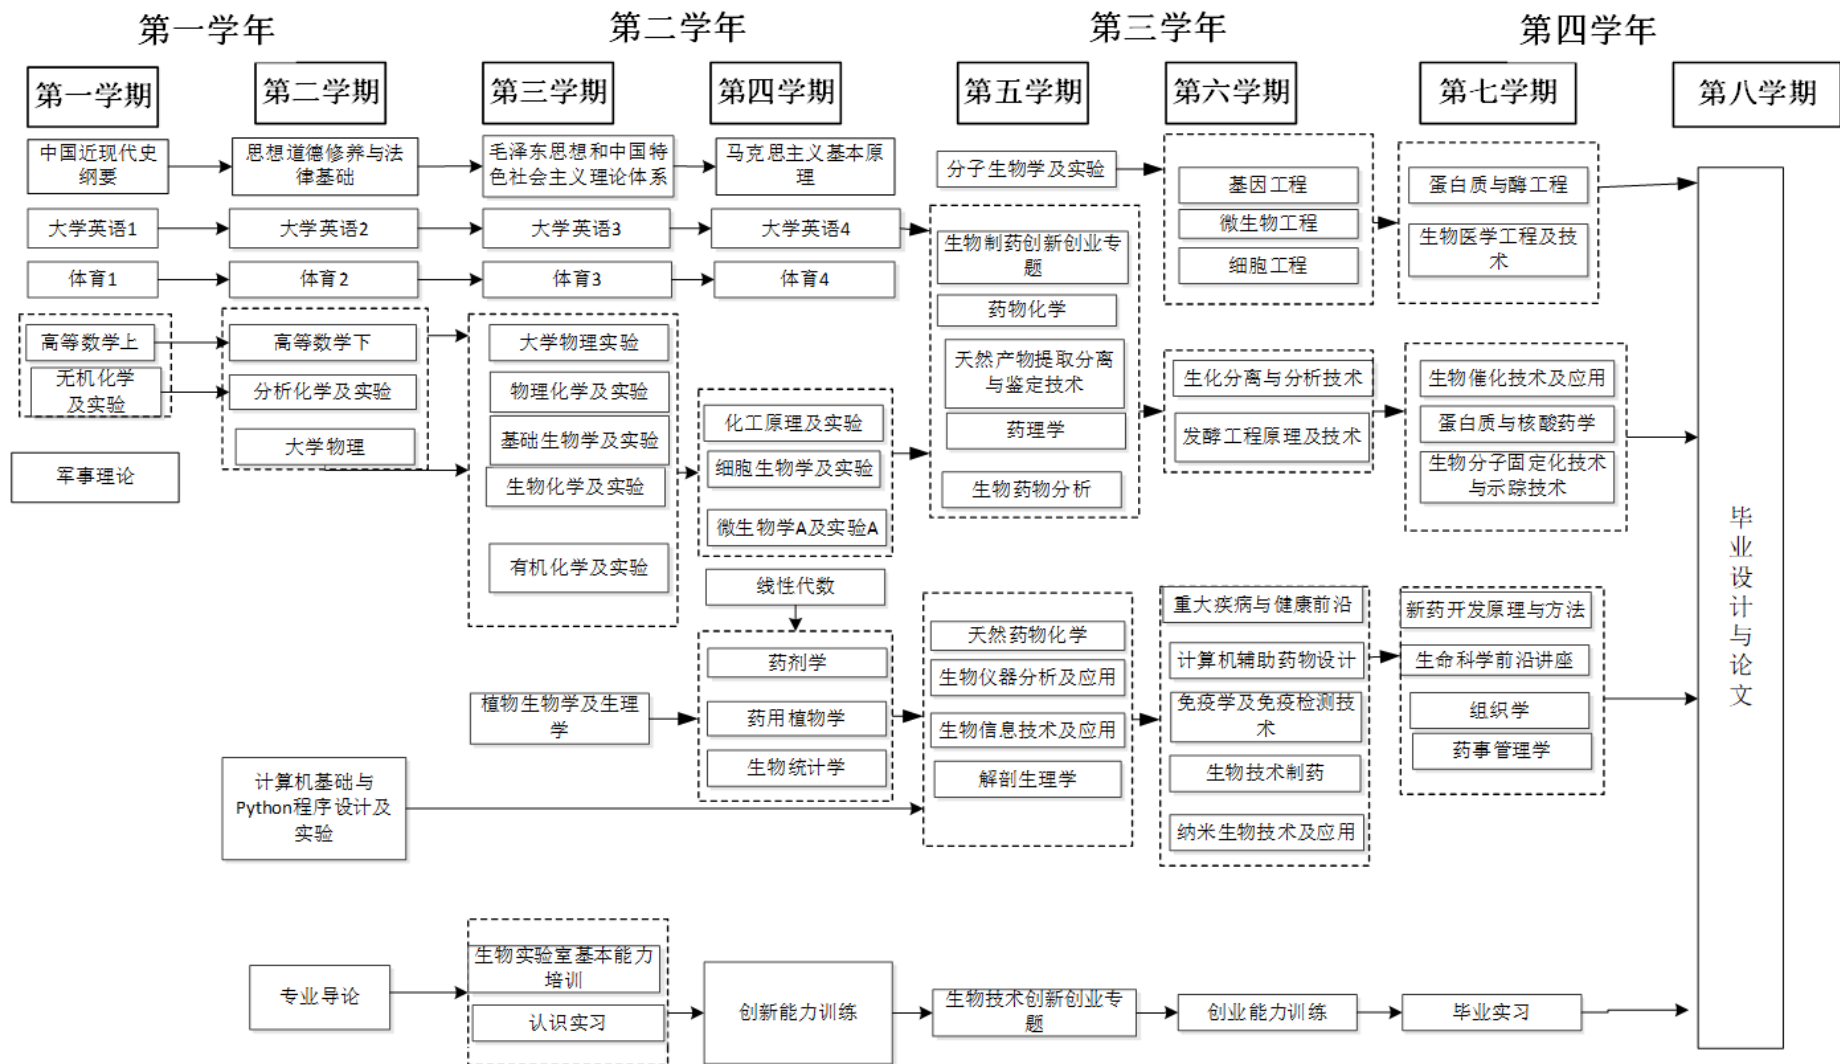 第一学年
第二学年
第三学年
第四学年
第一学期
第二学期
第三学期
第四学期
第五学期
第六学期
第七学期
第八学期
中国近现代史
纲要
思想道德修养与法
律基础
毛泽东思想和中国特
色社会主义理论体系
马克思主义基本原
理
分子生物学及实验
基因工程
微生物工程
细胞工程
蛋白质与酶工程
生物医学工程及技
术
大学英语1
大学英语2
大学英语3
大学英语4
体育1
体育2
体育3
体育4
生物制药创新创业专
题
药物化学
天然产物提取分离
与鉴定技术
药理学
生物药物分析
高等数学上
无机化学
及实验
高等数学下
分析化学及实验
大学物理
大学物理实验
物理化学及实验
基础生物学及实验
生物化学及实验
有机化学及实验
化工原理及实验
细胞生物学及实验
微生物学A及实验A
生化分离与分析技术
发酵工程原理及技术
生物催化技术及应用
蛋白质与核酸药学
生物分子固定化技术
与示踪技术
军事理论
线性代数
药剂学
药用植物学
生物统计学
植物生物学及生理
学
天然药物化学
生物仪器分析及应用
生物信息技术及应用
解剖生理学
重大疾病与健康前沿
计算机辅助药物设计
免疫学及免疫检测技
术
生物技术制药
纳米生物技术及应用
新药开发原理与方法
生命科学前沿讲座
组织学
药事管理学
计算机基础与
Python程序设计及
实验
专业导论
生物实验室基本能力
培训
认识实习
创新能力训练
生物技术创新创业专
题
创业能力训练
毕业实习
毕业设计与论文